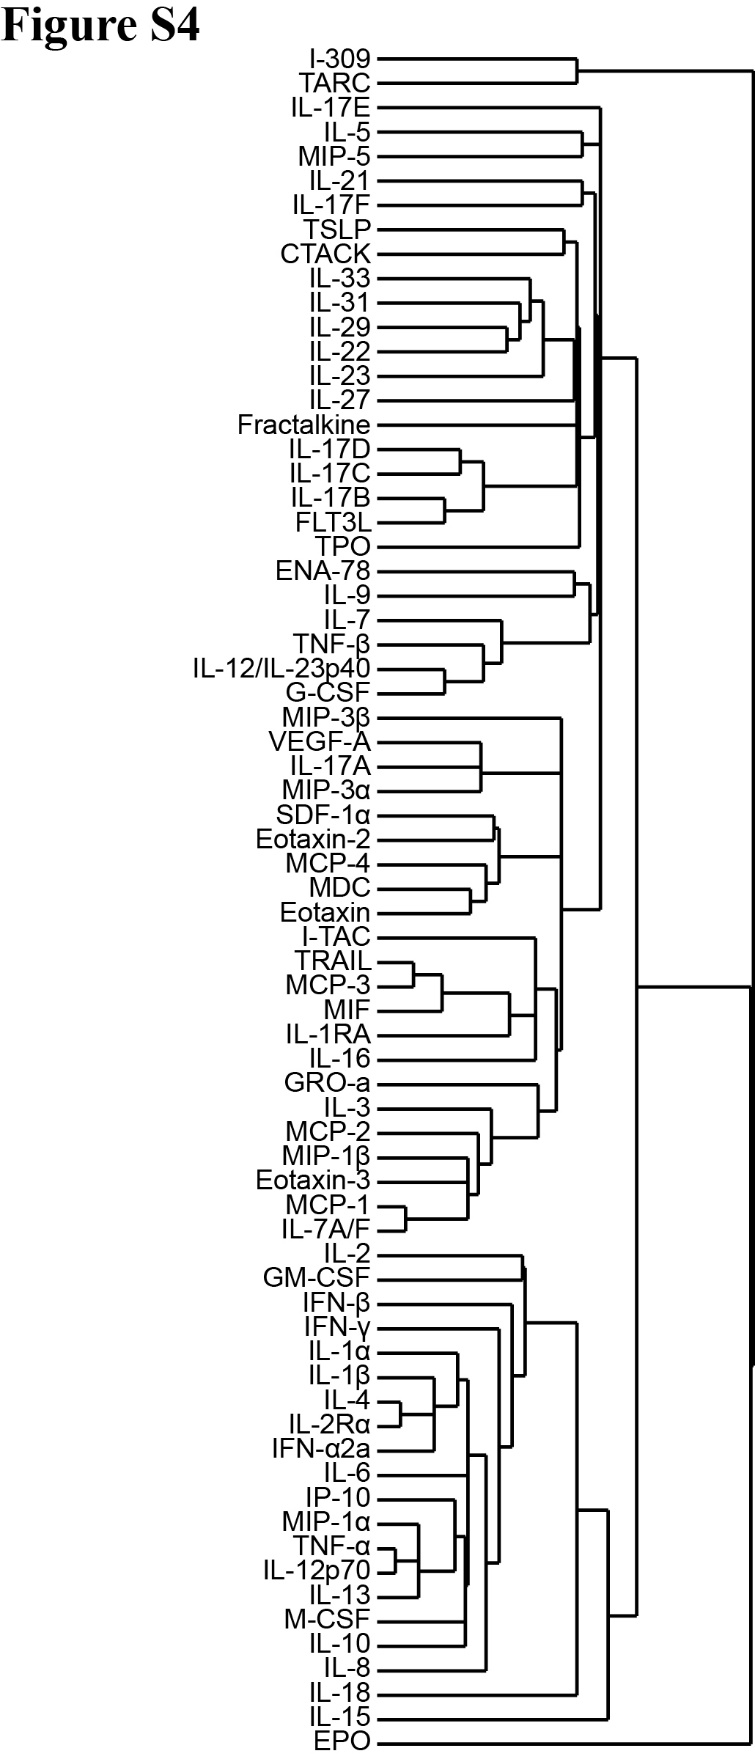 Figure S4
I-309
TARC
IL-17E
IL-5
MIP-5
IL-21
IL-17F
TSLP
CTACK
IL-33
IL-31
IL-29
IL-22
IL-23
IL-27
Fractalkine
IL-17D
IL-17C
IL-17B
FLT3L
TPO
ENA-78
IL-9
IL-7
TNF-β
IL-12/IL-23p40
G-CSF
MIP-3β
VEGF-A
IL-17A
MIP-3α
SDF-1α
Eotaxin-2
MCP-4
MDC
Eotaxin
I-TAC
TRAIL
MCP-3
MIF
IL-1RA
IL-16
GRO-a
IL-3
MCP-2
MIP-1β
Eotaxin-3
MCP-1
IL-7A/F
IL-2
GM-CSF
IFN-β
IFN-γ
IL-1α
IL-1β
IL-4
IL-2Rα
IFN-α2a
IL-6
IP-10
MIP-1α
TNF-α
IL-12p70
IL-13
M-CSF
IL-10
IL-8
IL-18
IL-15
EPO